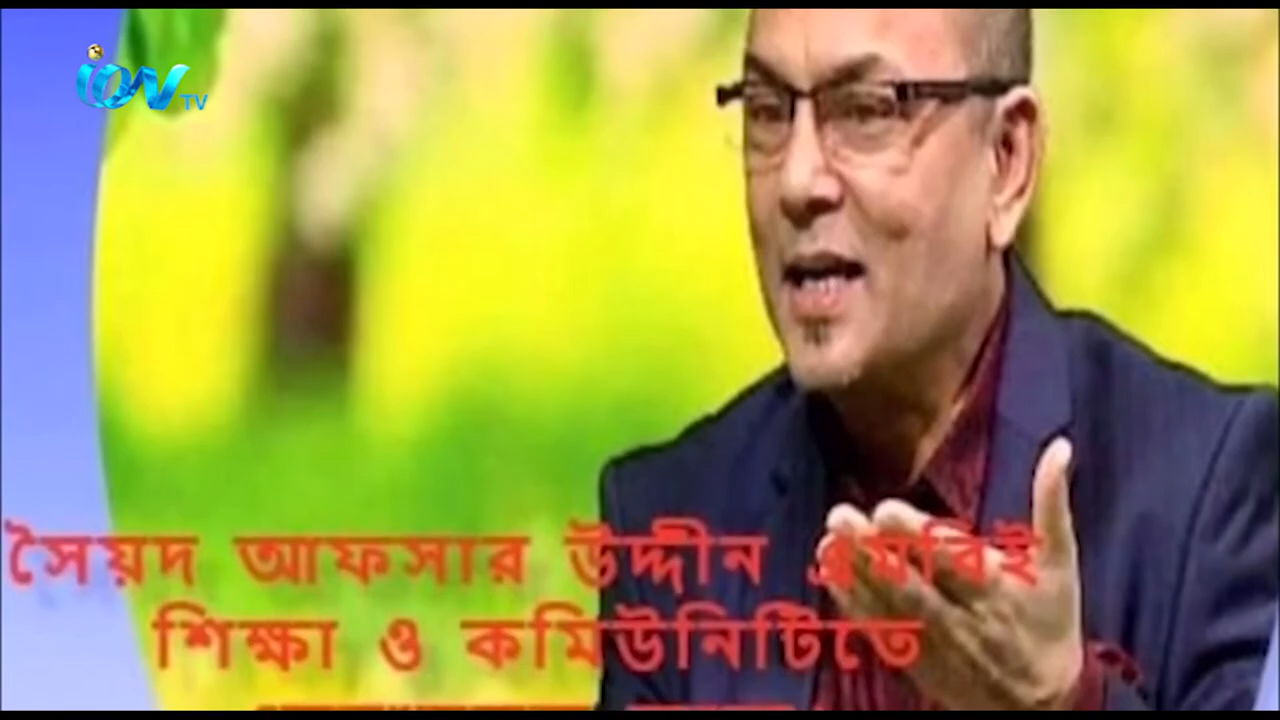 iON TV
সৈয়দ আফসার উদ্দীন এমবিই
শিক্ষা ও কমিউনিটিতে